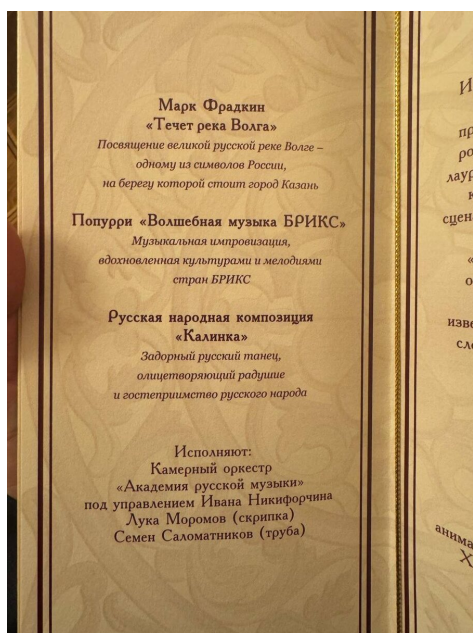 Марк Фрадкин
«Течет река Волга»
Посвящение великой русской реке Волге –
одному из символов России,
на берегу которой стоит город Казань
Попурри «Волшебная музыка БРИКС»
Музыкальная импровизация,
вдохновленная культурами и мелодиями
стран БРИКС
Русская народная композиция
«Калинка»
Задорный русский танец,
олицетворяющий радушие
и гостеприимство русского народа
Исполняют:
Камерный оркестр
«Академия русской музыки»
под управлением Ивана Никифорчина
Лука Моромов (скрипка)
Семен Саломатников (труба)